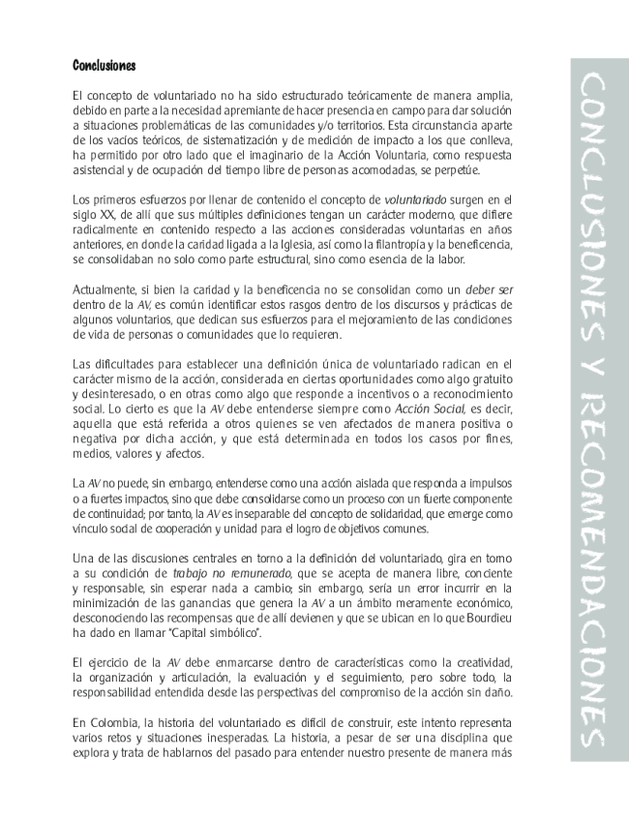 Conclusiones
El concepto de voluntariado no ha sido estructurado teóricamente de manera amplia,
debido en parte a la necesidad apremiante de hacer presencia en campo para dar solución
a situaciones problemáticas de las comunidades y/o territorios. Esta circunstancia aparte
de los vacíos teóricos, de sistematización y de medición de impacto a los que conlleva,
ha permitido por otro lado que el imaginario de la Acción Voluntaria, como respuesta
asistencial y de ocupación del tiempo libre de personas acomodadas, se perpetúe.
Los primeros esfuerzos por llenar de contenido el concepto de voluntariado surgen en el
siglo XX, de allí que sus múltiples definiciones tengan un carácter moderno, que difiere
radicalmente en contenido respecto a las acciones consideradas voluntarias en años
anteriores, en donde la caridad ligada a la Iglesia, así como la filantropía y la beneficencia,
se consolidaban no solo como parte estructural, sino como esencia de la labor.
Actualmente, si bien la caridad y la beneficencia no se consolidan como un deber ser
dentro de la AV, es común identificar estos rasgos dentro de los discursos y prácticas de
algunos voluntarios, que dedican sus esfuerzos para el mejoramiento de las condiciones
de vida de personas o comunidades que lo requieren.
Las dificultades para establecer una definición única de voluntariado radican en el
carácter mismo de la acción, considerada en ciertas oportunidades como algo gratuito
y desinteresado, o en otras como algo que responde a incentivos o a reconocimiento
social. Lo cierto es que la AV debe entenderse siempre como Acción Social, es decir,
aquella que está referida a otros quienes se ven afectados de manera positiva o
negativa por dicha acción, y que está determinada en todos los casos por fines,
medios, valores y afectos.
La AV no puede, sin embargo, entenderse como una acción aislada que responda a impulsos
o a fuertes impactos, sino que debe consolidarse como un proceso con un fuerte componente
de continuidad; por tanto, la AV es inseparable del concepto de solidaridad, que emerge como
vínculo social de cooperación y unidad para el logro de objetivos comunes.
Una de las discusiones centrales en torno a la definición del voluntariado, gira en torno
a su condición de trabajo no remunerado, que se acepta de manera libre, conciente
y responsable, sin esperar nada a cambio; sin embargo, sería un error incurrir en la
minimización de las ganancias que genera la AV a un ámbito meramente económico,
desconociendo las recompensas que de allí devienen y que se ubican en lo que Bourdieu
ha dado en llamar "Capital simbólico".
El ejercicio de la AV debe enmarcarse dentro de características como la creatividad,
la organización y articulación, la evaluación y el seguimiento, pero sobre todo, la
responsabilidad entendida desde las perspectivas del compromiso de la acción sin daño.
En Colombia, la historia del voluntariado es difícil de construir, este intento representa
varios retos y situaciones inesperadas. La historia, a pesar de ser una disciplina que
explora y trata de hablarnos del pasado para entender nuestro presente de manera más
CONCLUSIONES Y RECOMENDACIONES